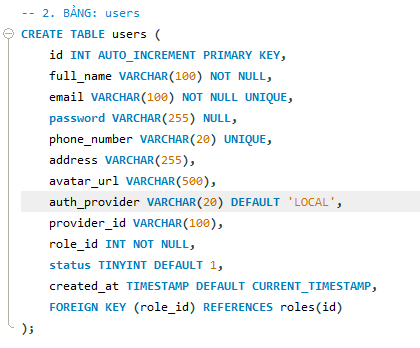 -- 2. BẢNG: users
CREATE TABLE users (
id INT AUTO_INCREMENT PRIMARY KEY,
full_name VARCHAR(100) NOT NULL,
email VARCHAR(100) NOT NULL UNIQUE,
password VARCHAR(255) NULL,
phone_number VARCHAR(20) UNIQUE,
address VARCHAR(255),
avatar_url VARCHAR(500),
auth_provider VARCHAR(20) DEFAULT 'LOCAL',
provider_id VARCHAR(100),
role_id INT NOT NULL,
status TINYINT DEFAULT 1,
created_at TIMESTAMP DEFAULT CURRENT_TIMESTAMP,
FOREIGN KEY (role_id) REFERENCES roles(id)
);